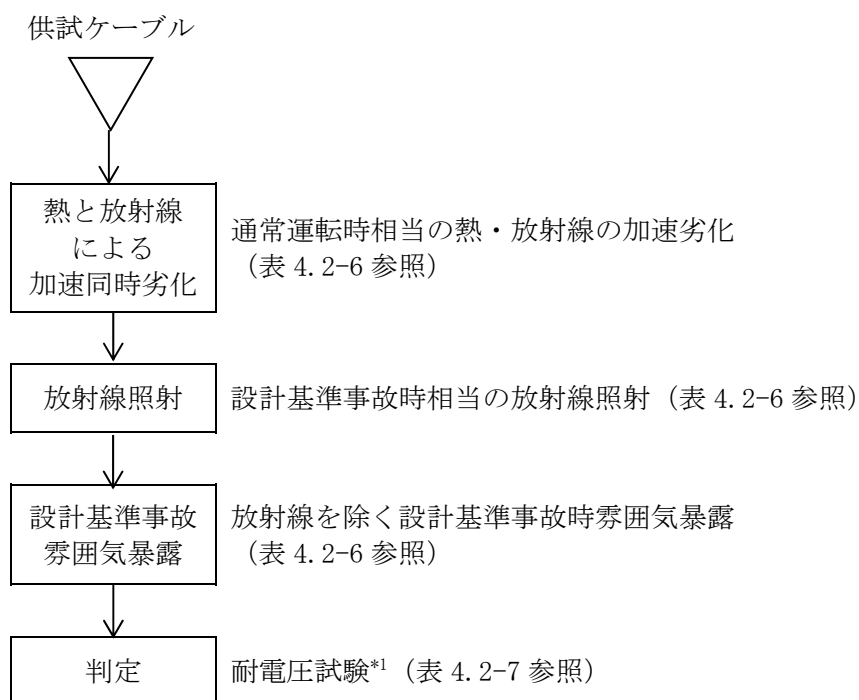 供試ケーブル
熱と放射線
による
加速同時劣化
通常運転時相当の熱・放射線の加速劣化
（表 4.2-6 参照）
放射線照射
設計基準事故時相当の放射線照射（表 4.2-6 参照）
設計基準事故
雰囲気暴露
放射線を除く設計基準事故時雰囲気暴露
（表 4.2-6 参照）
判定
耐電圧試験*1（表 4.2-7 参照）